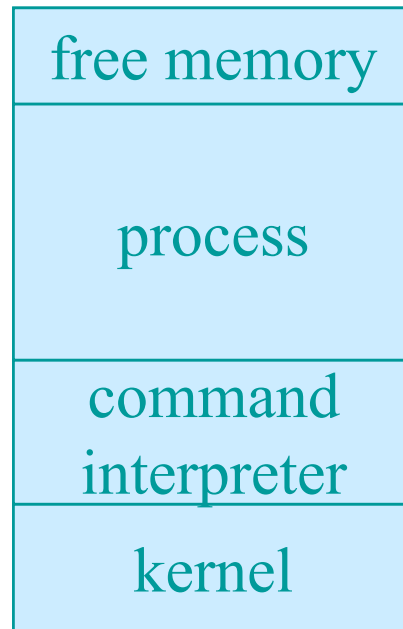 free memory
process
command
interpreter
kernel